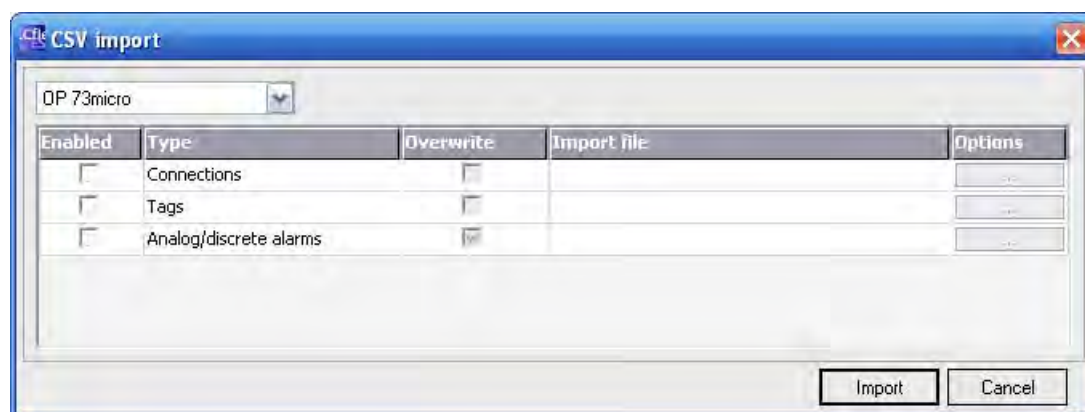 CSV import
OP 73micro
Enabled Type Overwrite Import file Options
Connections ...
Tags ...
Analog/discrete alarms ...
Import Cancel